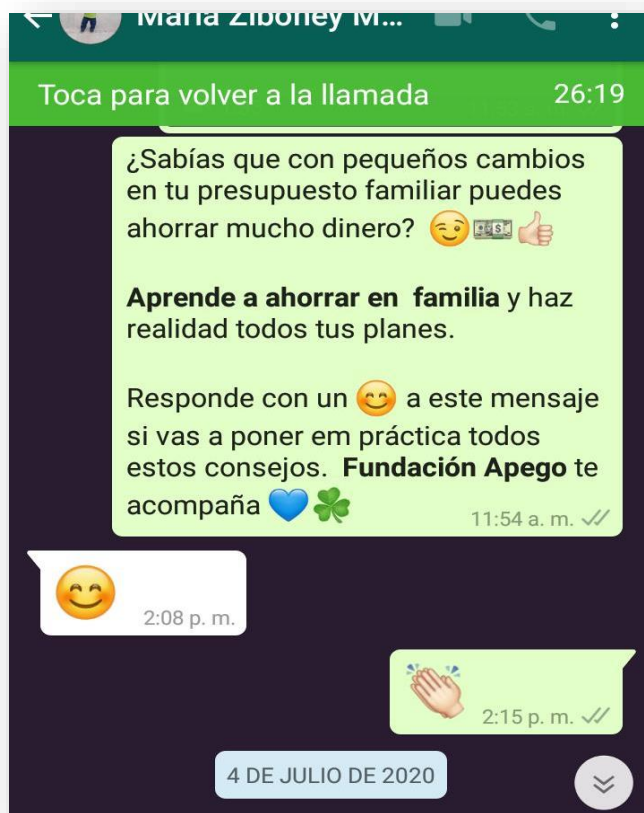 Maria Ziboney M...
Toca para volver a la llamada 26:19
¿Sabías que con pequeños cambios
en tu presupuesto familiar puedes
ahorrar mucho dinero? 😉💵👍🏻
Aprende a ahorrar en familia y haz
realidad todos tus planes.
Responde con un 😊 a este mensaje
si vas a poner em práctica todos
estos consejos. Fundación Apego te
acompaña 💙☘️
11:54 a. m.
😊
2:08 p. m.
👏🏻
2:15 p. m.
4 DE JULIO DE 2020